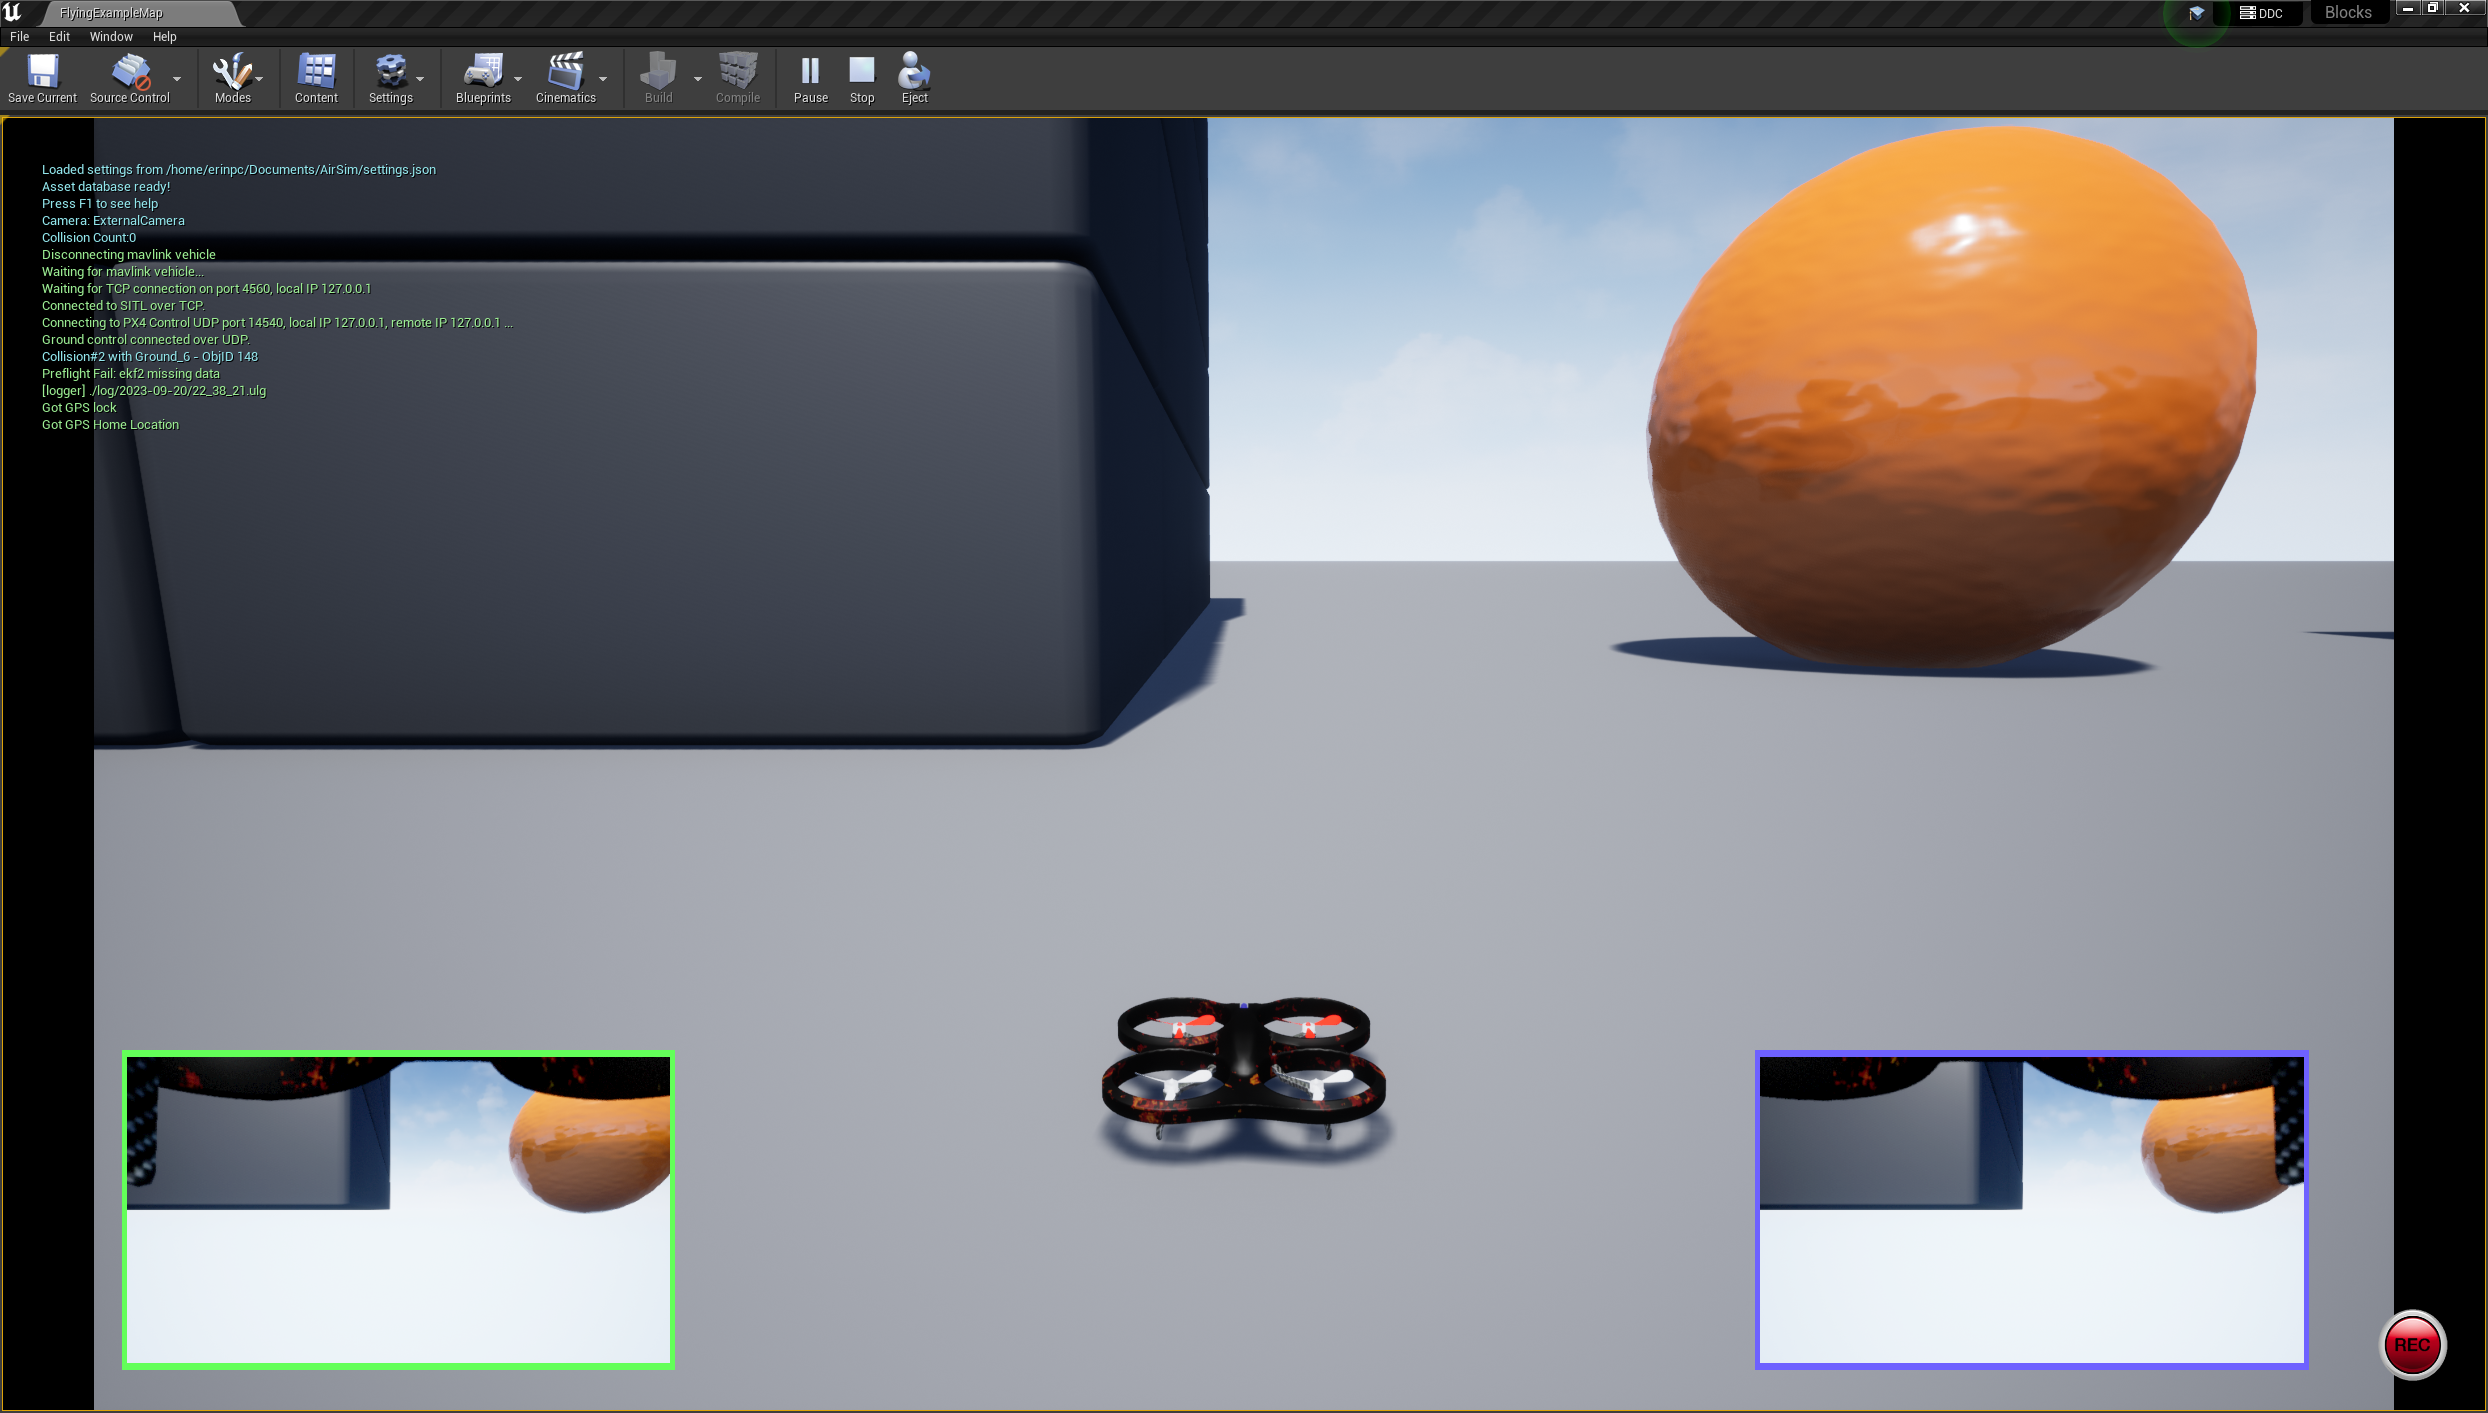 FlyingExampleMap
DDC
Blocks
File Edit Window Help
Save Current Source Control Modes Content Settings Blueprints Cinematics Build Compile Pause Stop Eject
Loaded settings from /home/erinpc/Documents/AirSim/settings.json
Asset database ready!
Press F1 to see help
Camera: ExternalCamera
Collision Count:0
Disconnecting mavlink vehicle
Waiting for mavlink vehicle...
Waiting for TCP connection on port 4560, local IP 127.0.0.1
Connected to SITL over TCP.
Connecting to PX4 Control UDP port 14540, local IP 127.0.0.1, remote IP 127.0.0.1 ...
Ground control connected over UDP.
Collision#2 with Ground_6 - ObjID 148
Preflight Fail: ekf2 missing data
[logger] ./log/2023-09-20/22_38_21.ulg
Got GPS lock
Got GPS Home Location
REC